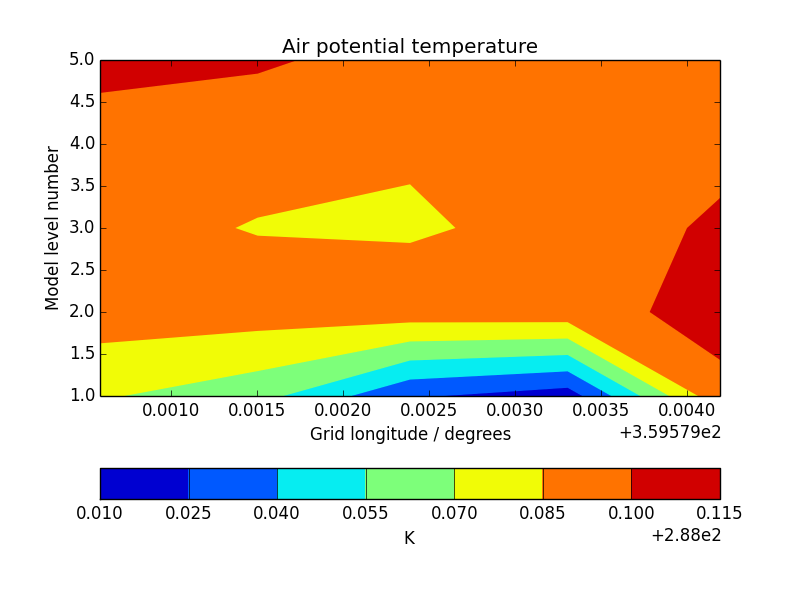 Air potential temperature
5.0
4.5
4.0
3.5
3.0
2.5
2.0
1.5
1.0
Model level number
0.0010 0.0015 0.0020 0.0025 0.0030 0.0035 0.0040
Grid longitude / degrees
+3.59579e2
0.010 0.025 0.040 0.055 0.070 0.085 0.100 0.115
K
+2.88e2